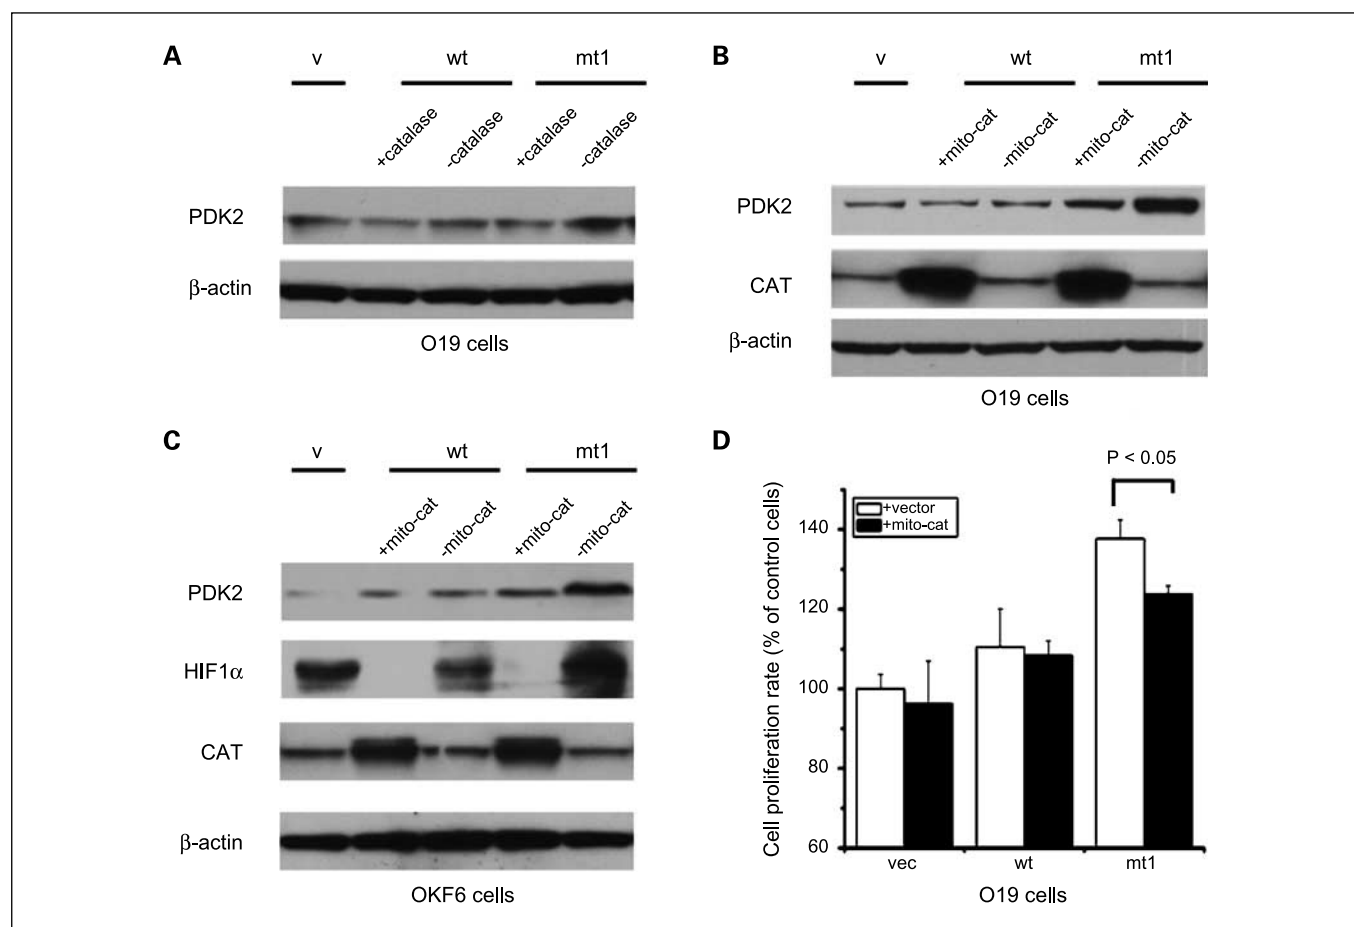 A
v wt mt1
+catalase -catalase +catalase -catalase
PDK2
β-actin
O19 cells
B
v wt mt1
+mito-cat -mito-cat +mito-cat -mito-cat
PDK2
CAT
β-actin
O19 cells
C
v wt mt1
+mito-cat -mito-cat +mito-cat -mito-cat
PDK2
HIF1α
CAT
β-actin
OKF6 cells
D
P < 0.05
+vector
+mito-cat
Cell proliferation rate (% of control cells)
140
120
100
80
60
vec wt mt1
O19 cells